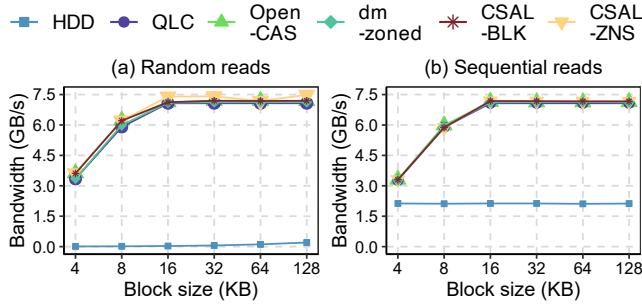 HDD QLC Open -CAS dm -zoned CSAL -BLK CSAL -ZNS
(a) Random reads
Bandwidth (GB/s)
7.5
6.0
4.5
3.0
1.5
0.0
4 8 16 32 64 128
Block size (KB)
(b) Sequential reads
Bandwidth (GB/s)
7.5
6.0
4.5
3.0
1.5
0.0
4 8 16 32 64 128
Block size (KB)